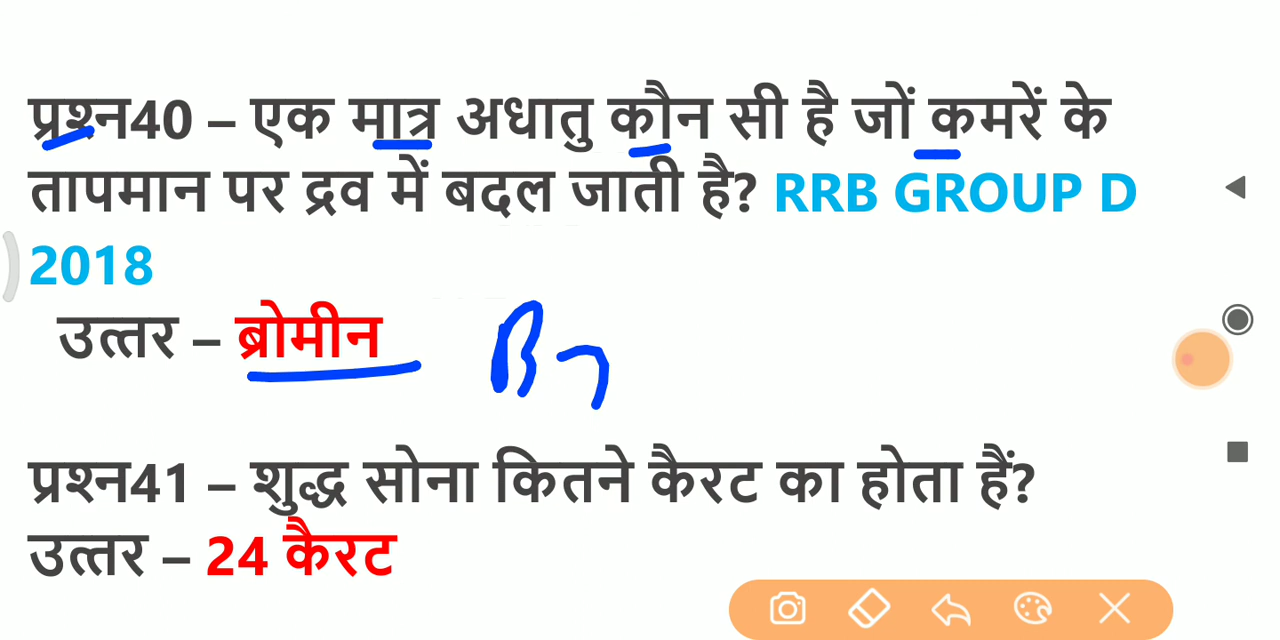 प्रश्न40 – एक मात्र अधातु कौन सी है जों कमरें के
तापमान पर द्रव में बदल जाती है? RRB GROUP D
2018
उत्तर – ब्रोमीन Br
प्रश्न41 – शुद्ध सोना कितने कैरट का होता हैं?
उत्तर – 24 कैरट